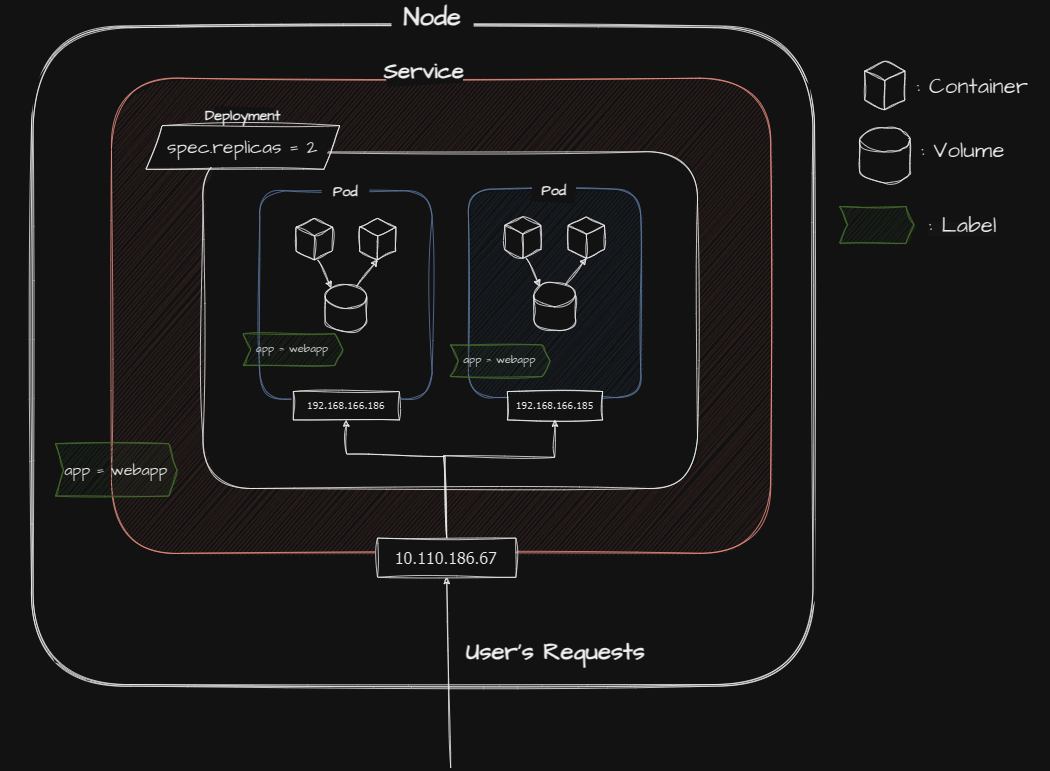 Node
Service
Deployment
spec.replicas = 2
Pod
Pod
app = webapp
app = webapp
192.168.166.186
192.168.166.185
app = webapp
10.110.186.67
User's Requests
: Container
: Volume
: Label